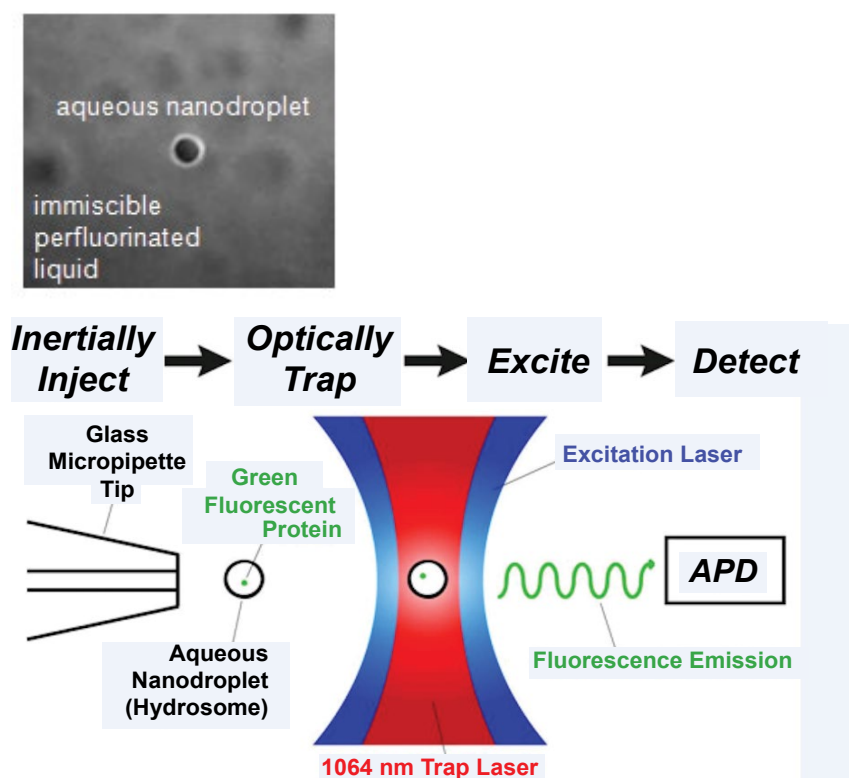 aqueous nanodroplet
immiscible
perfluorinated
liquid
Inertially
Inject
Optically
Trap
Excite
Detect
Glass
Micropipette
Tip
Green
Fluorescent
Protein
Excitation Laser
APD
Aqueous
Nanodroplet
(Hydrosome)
Fluorescence Emission
1064 nm Trap Laser